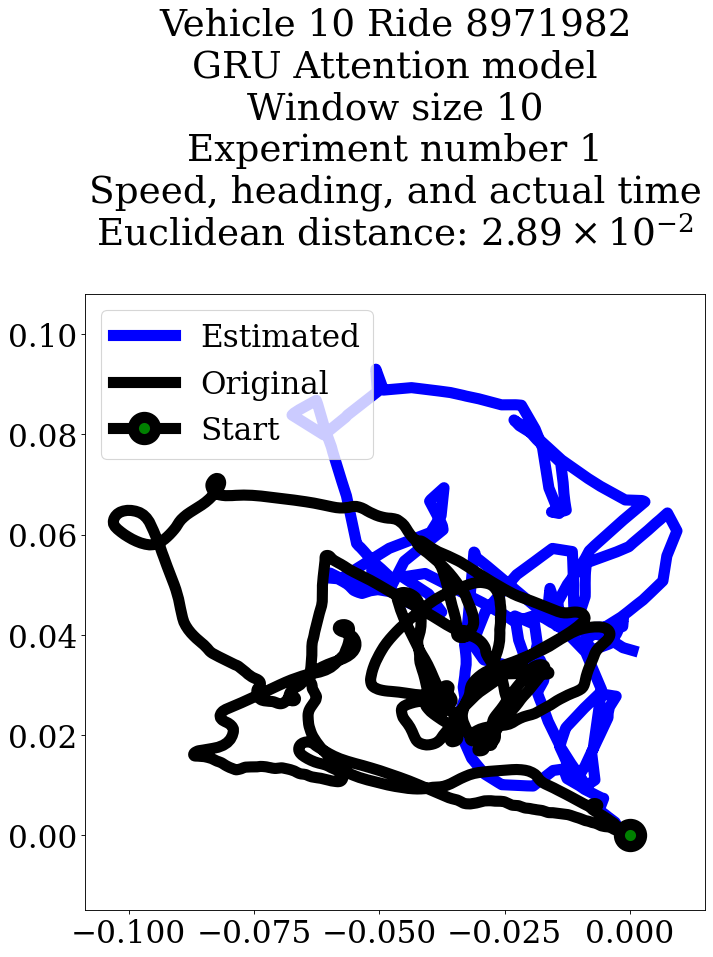 Vehicle 10 Ride 8971982
GRU Attention model
Window size 10
Experiment number 1
Speed, heading, and actual time
Euclidean distance: 2.89 × 10⁻²
Estimated
Original
Start
0.10
0.08
0.06
0.04
0.02
0.00
−0.100 −0.075 −0.050 −0.025 0.000